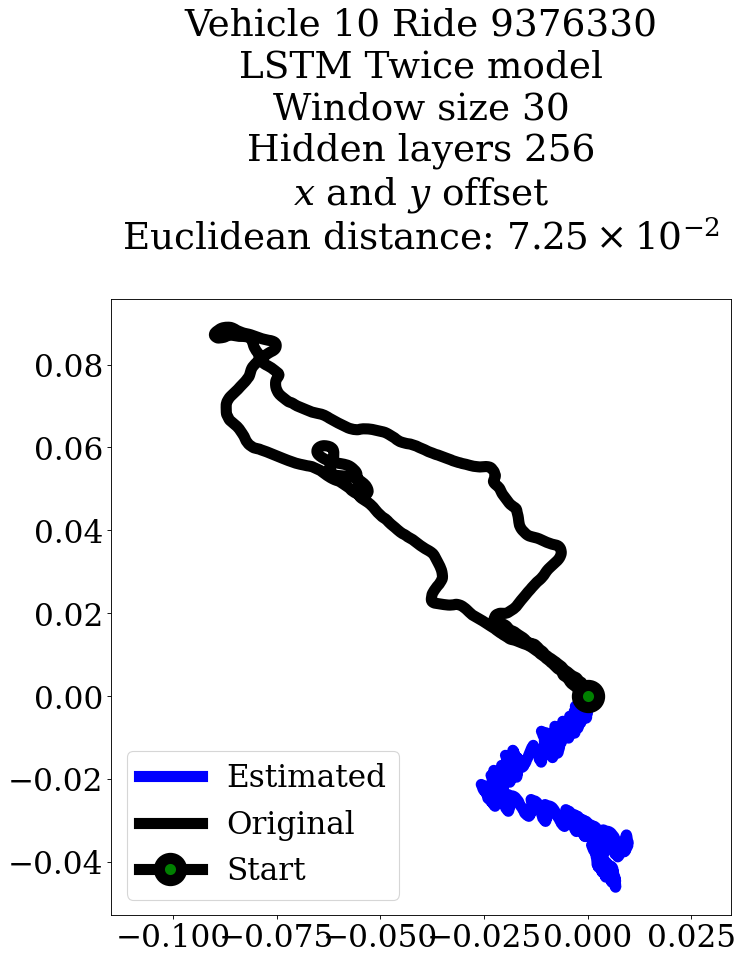 Vehicle 10 Ride 9376330
LSTM Twice model
Window size 30
Hidden layers 256
x and y offset
Euclidean distance: 7.25 × 10⁻²
0.08
0.06
0.04
0.02
0.00
−0.02
−0.04
Estimated
Original
Start
−0.100 −0.075 −0.050 −0.025 0.000 0.025